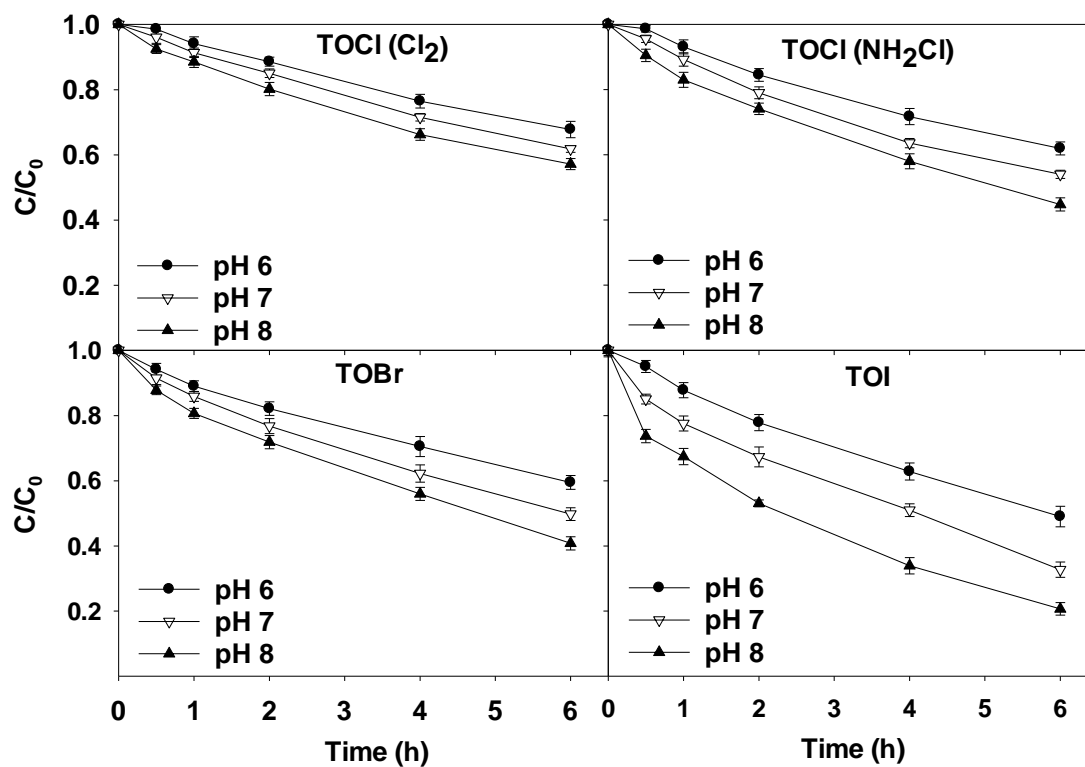 TOCl (Cl2)
TOCl (NH2Cl)
1.0
0.8
0.6
0.4
0.2
C/C0
pH 6
pH 7
pH 8
pH 6
pH 7
pH 8
TOBr
TOI
1.0
0.8
0.6
0.4
0.2
C/C0
pH 6
pH 7
pH 8
pH 6
pH 7
pH 8
0 1 2 3 4 5 6
0 1 2 3 4 5 6
Time (h)
Time (h)